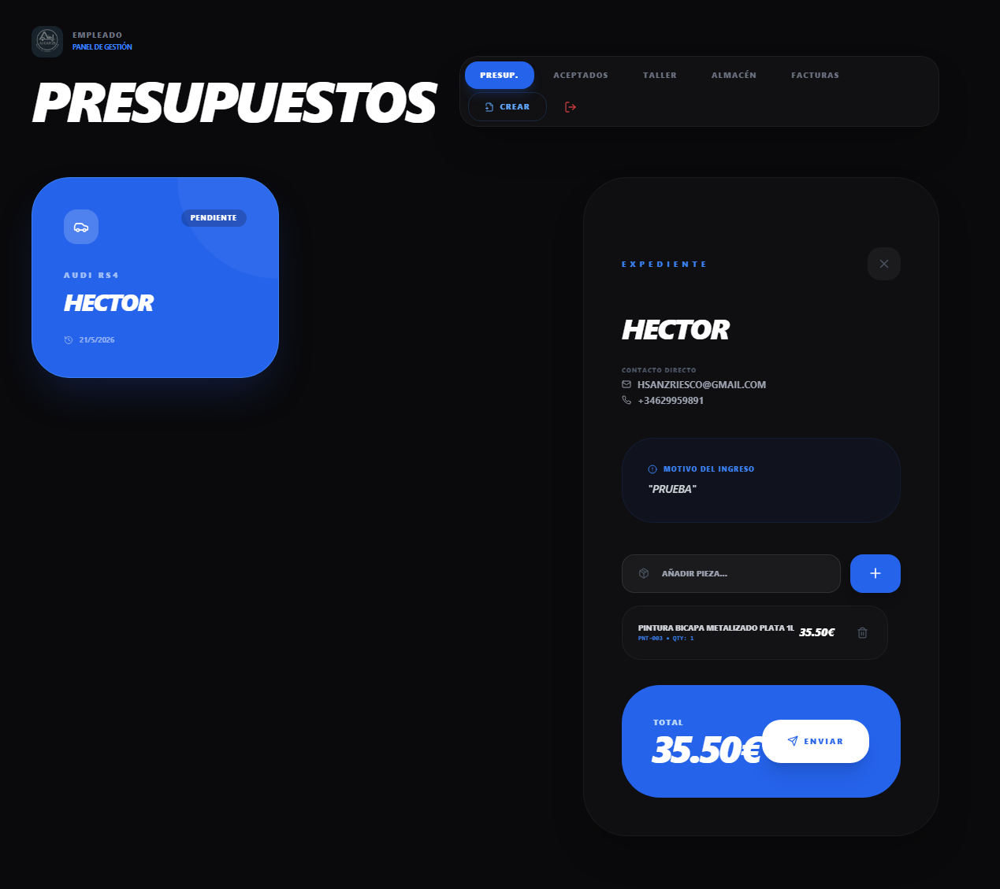 EMPLEADO
PANEL DE GESTIÓN
PRESUPUESTOS
PRESUP.
ACEPTADOS
TALLER
ALMACÉN
FACTURAS
CREAR
PENDIENTE
AUDI RS4
HECTOR
21/5/2026
EXPEDIENTE
HECTOR
CONTACTO DIRECTO
HSANZRIESCO@GMAIL.COM
+34629959891
MOTIVO DEL INGRESO
"PRUEBA"
AÑADIR PIEZA...
PINTURA BICAPA METALIZADO PLATA 1L
35.50€
PNT-003 • QTY: 1
TOTAL
35.50€
ENVIAR